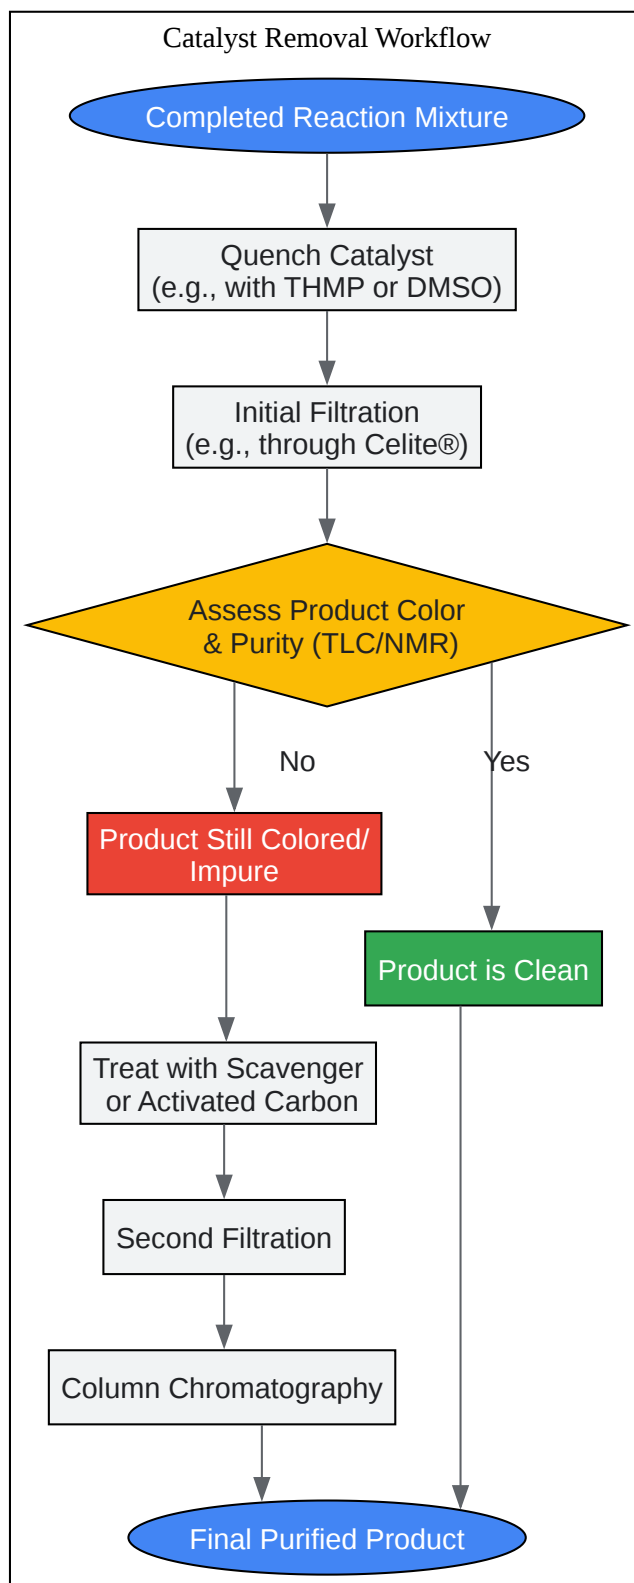 Catalyst Removal Workflow
Completed Reaction Mixture
Quench Catalyst
(e.g., with THMP or DMSO)
Initial Filtration
(e.g., through Celite®)
Assess Product Color
& Purity (TLC/NMR)
No
Yes
Product Still Colored/
Impure
Product is Clean
Treat with Scavenger
or Activated Carbon
Second Filtration
Column Chromatography
Final Purified Product